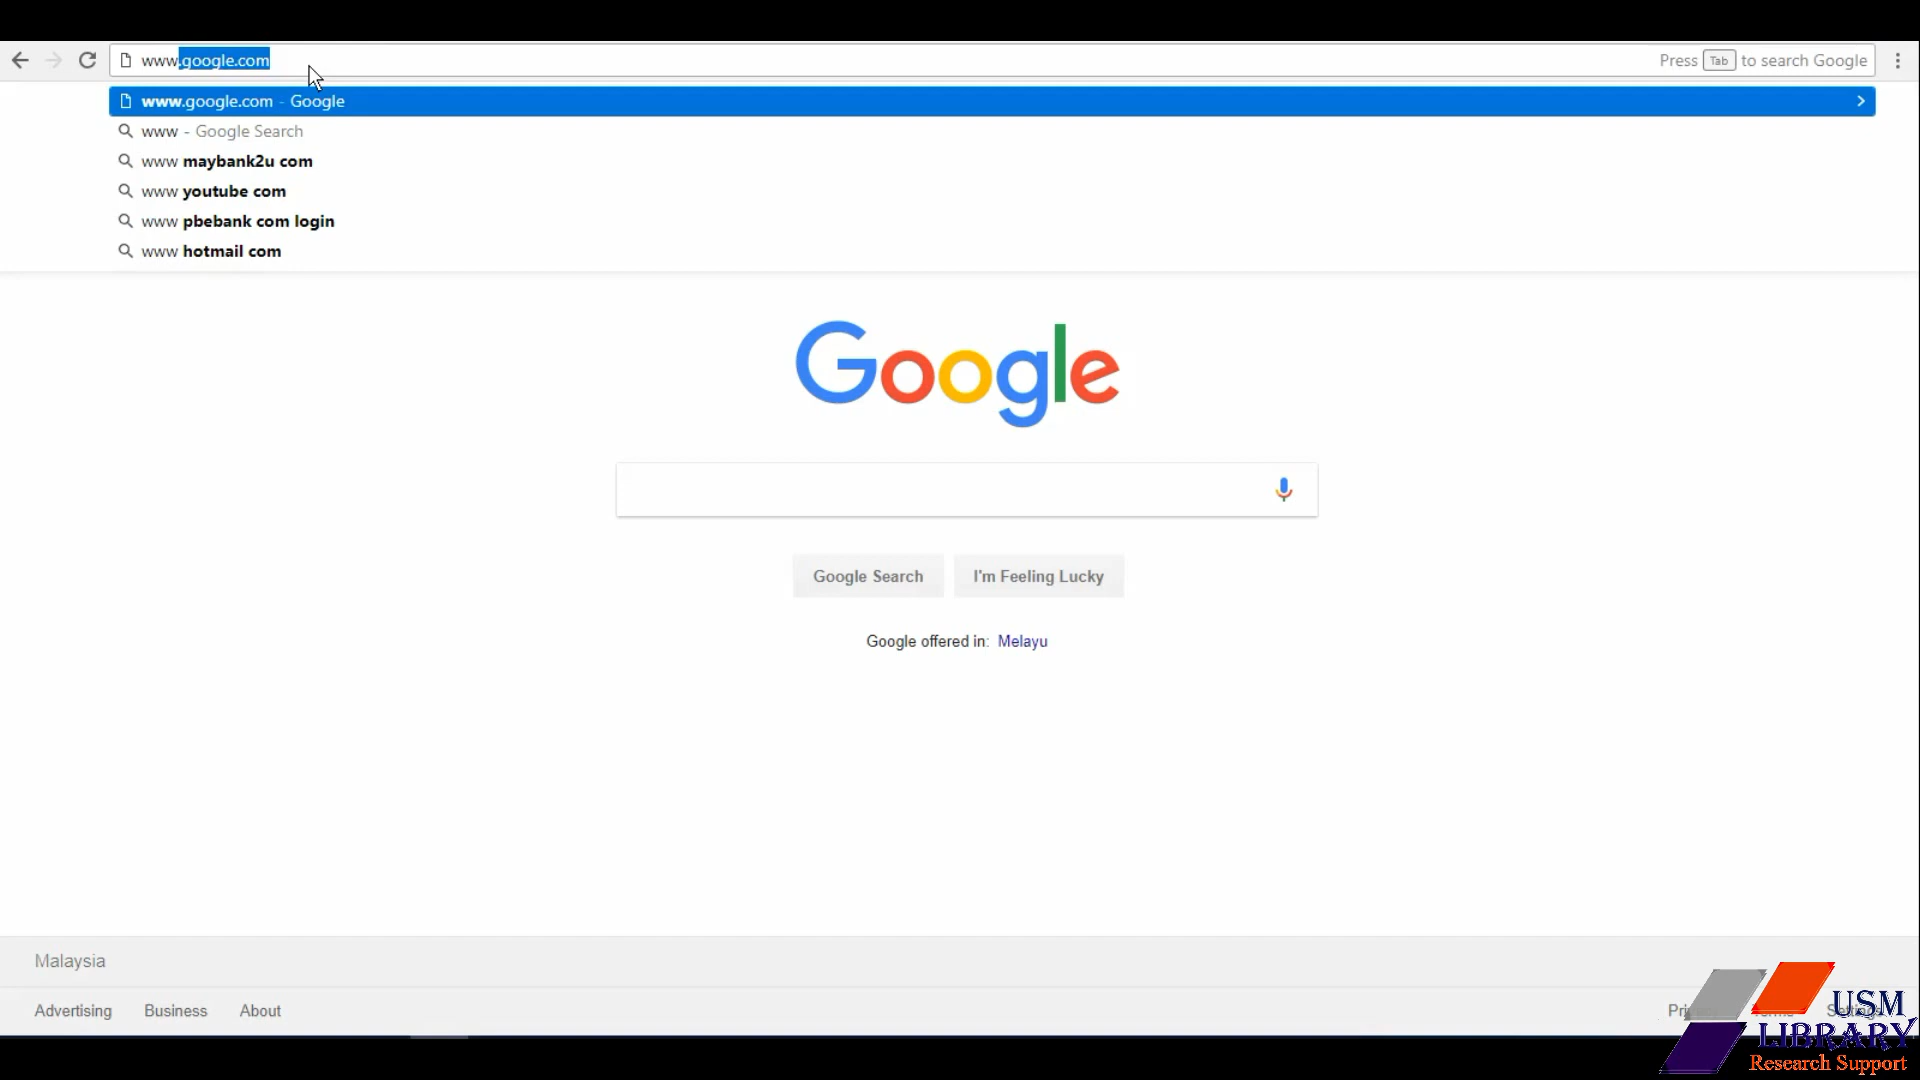 www.google.com
Press Tab to search Google
www.google.com - Google
www - Google Search
www maybank2u com
www youtube com
www pbebank com login
www hotmail com
Google
Google Search
I'm Feeling Lucky
Google offered in: Melayu
Malaysia
Advertising
Business
About
USM
LIBRARY
Research Support